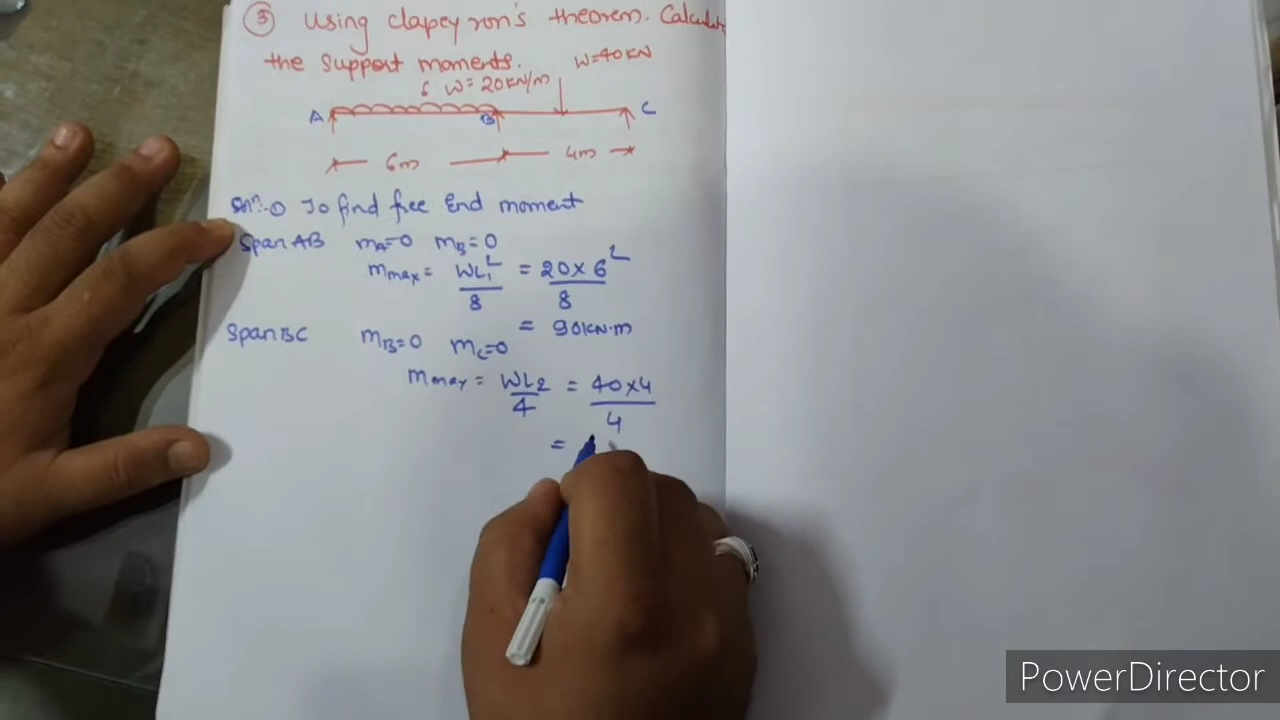 ③ Using clapeyron's theorem. Calculate
the support moments. W=40KN
W=20KN/m
A B C
6m 4m
Soln:-① To find free End moment
Span AB mA=0 mB=0
Mmax = WL₁² / 8 = 20×6² / 8
= 90KN.m
Span BC mB=0 mC=0
Mmax = WL2 / 4 = 40×4 / 4
=
PowerDirector